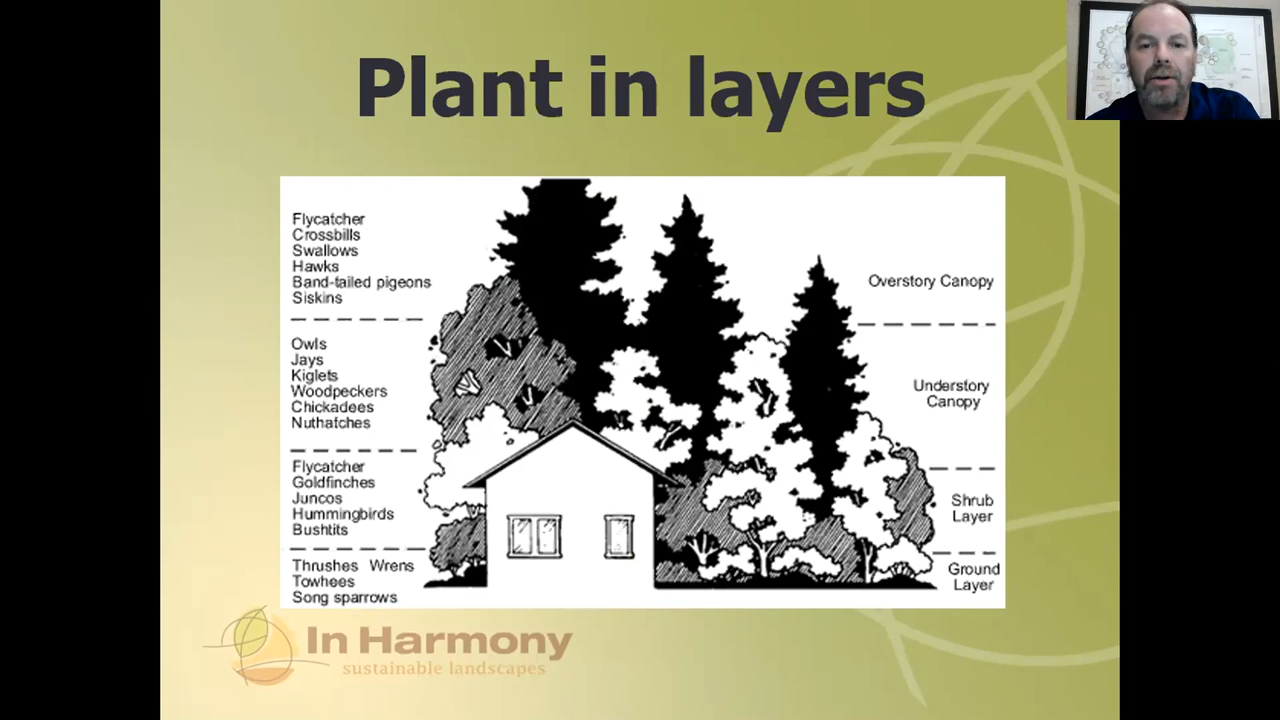 Plant in layers
Flycatcher
Crossbills
Swallows
Hawks
Band-tailed pigeons
Siskins
Owls
Jays
Kiglets
Woodpeckers
Chickadees
Nuthatches
Flycatcher
Goldfinches
Juncos
Hummingbirds
Bushtits
Thrushes Wrens
Towhees
Song sparrows
Overstory Canopy
Understory
Canopy
Shrub
Layer
Ground
Layer
In Harmony
sustainable landscapes